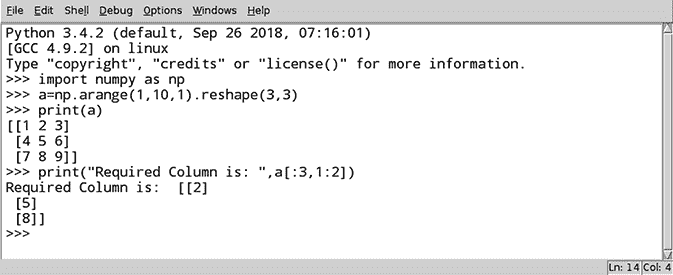 File Edit Shell Debug Options Windows Help
Python 3.4.2 (default, Sep 26 2018, 07:16:01)
[GCC 4.9.2] on linux
Type "copyright", "credits" or "license()" for more information.
>>> import numpy as np
>>> a=np.arange(1,10,1).reshape(3,3)
>>> print(a)
[[1 2 3]
 [4 5 6]
 [7 8 9]]
>>> print("Required Column is: ",a[:3,1:2])
Required Column is:  [[2]
 [5]
 [8]]
>>>
Ln: 14 Col: 4